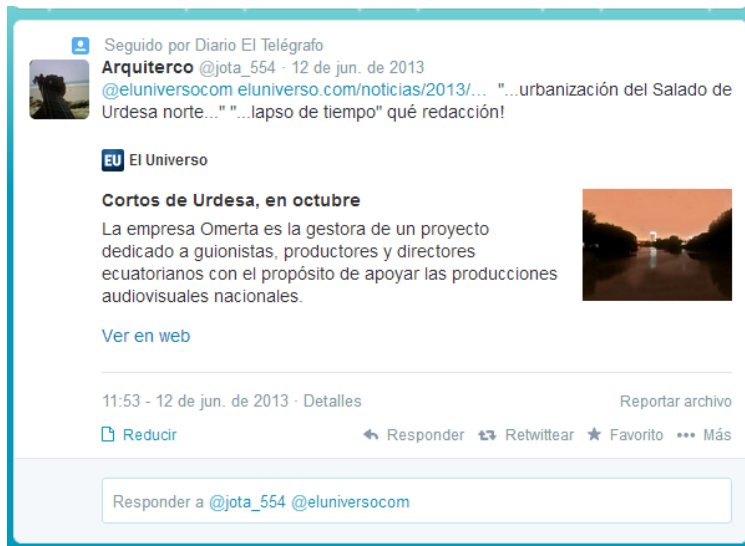 Seguido por Diario El Telégrafo
Arquiterco @jota_554 · 12 de jun. de 2013
@eluniversocom eluniverso.com/noticias/2013/… "...urbanización del Salado de
Urdesa norte..." "...lapso de tiempo" qué redacción!
EU El Universo
Cortos de Urdesa, en octubre
La empresa Omerta es la gestora de un proyecto
dedicado a guionistas, productores y directores
ecuatorianos con el propósito de apoyar las producciones
audiovisuales nacionales.
Ver en web
11:53 - 12 de jun. de 2013 · Detalles
Reportar archivo
Reducir
Responder Retwittear Favorito ••• Más
Responder a @jota_554 @eluniversocom